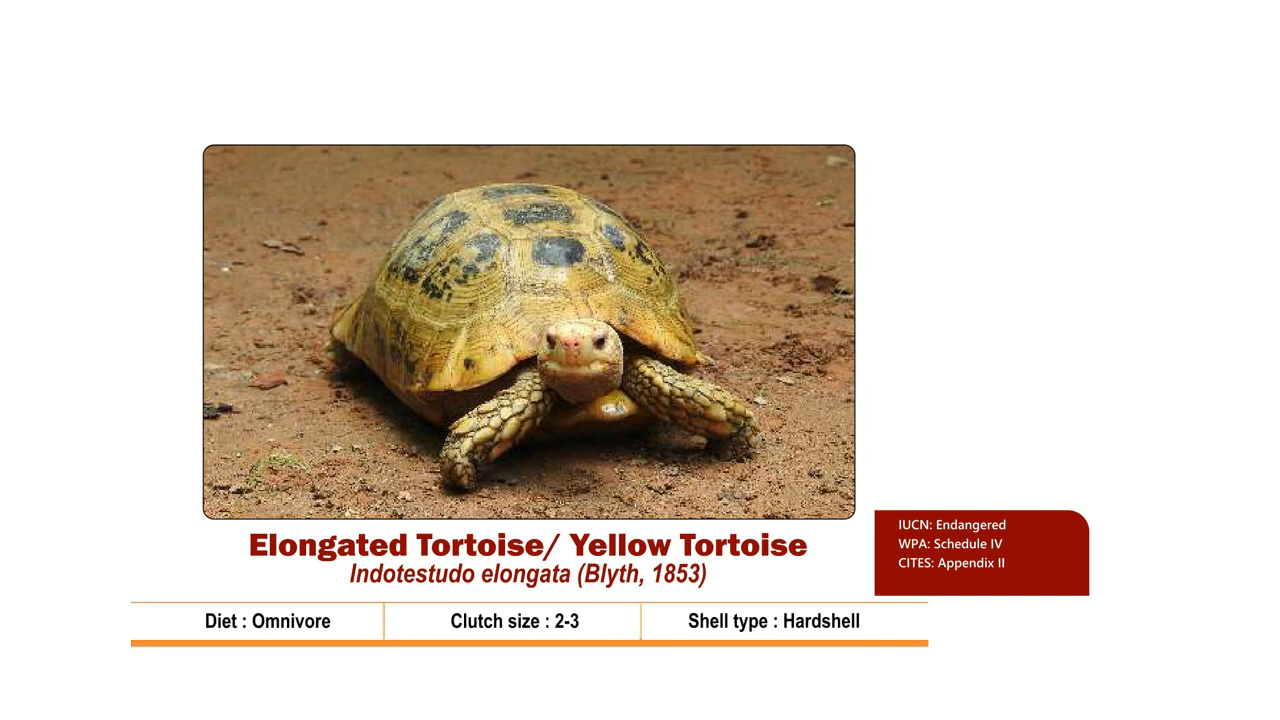 Elongated Tortoise/ Yellow Tortoise
Indotestudo elongata (Blyth, 1853)
IUCN: Endangered
WPA: Schedule IV
CITES: Appendix II
Diet : Omnivore
Clutch size : 2-3
Shell type : Hardshell